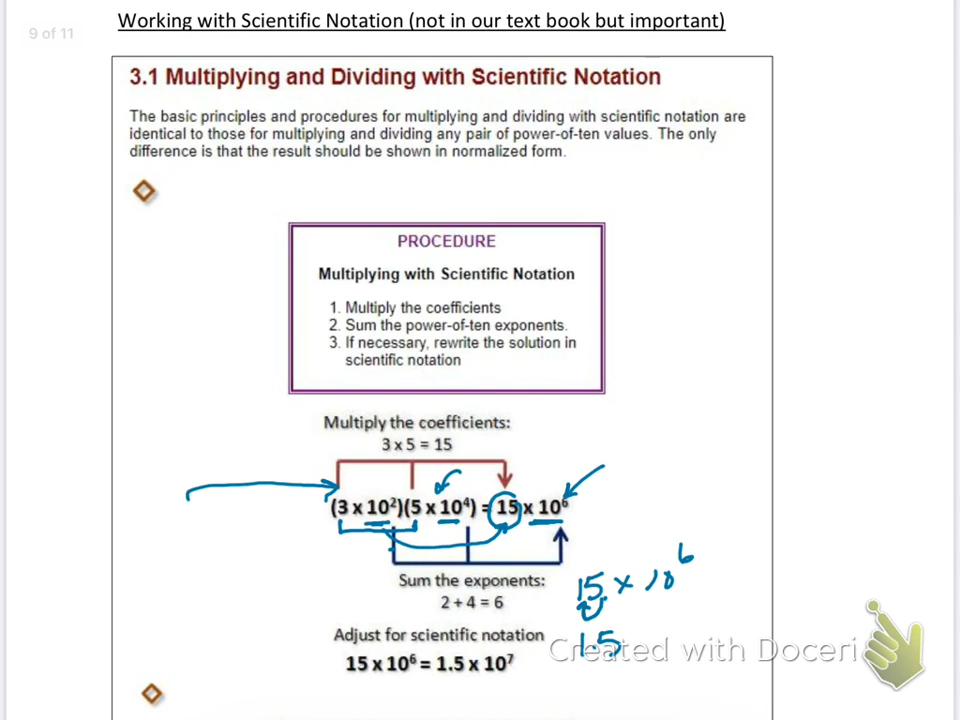 Working with Scientific Notation (not in our text book but important)
9 of 11
3.1 Multiplying and Dividing with Scientific Notation
The basic principles and procedures for multiplying and dividing with scientific notation are
identical to those for multiplying and dividing any pair of power-of-ten values. The only
difference is that the result should be shown in normalized form.
PROCEDURE
Multiplying with Scientific Notation
1. Multiply the coefficients
2. Sum the power-of-ten exponents.
3. If necessary, rewrite the solution in
scientific notation
Multiply the coefficients:
3 x 5 = 15
(3 x 10²)(5 x 10⁴) = 15 x 10⁶
Sum the exponents:
2 + 4 = 6
15 x 10⁶
Adjust for scientific notation
15 x 10⁶ = 1.5 x 10⁷
1.5
Created with Doceri